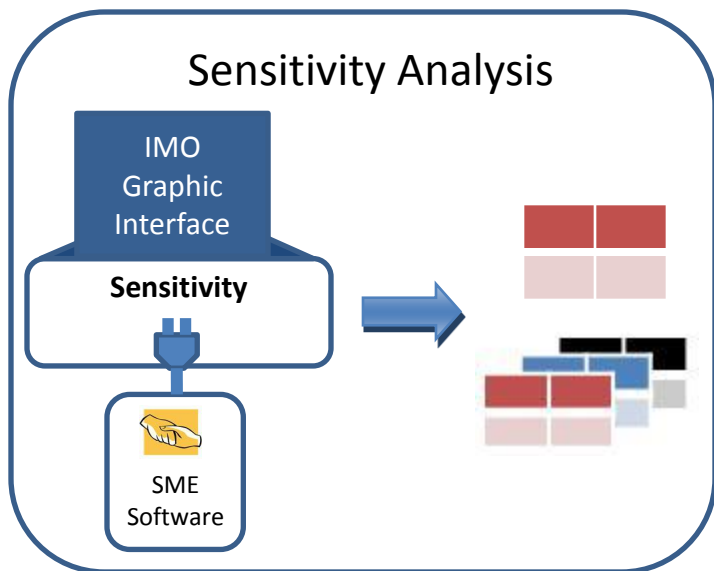 Sensitivity Analysis
IMO
Graphic
Interface
Sensitivity
SME
Software